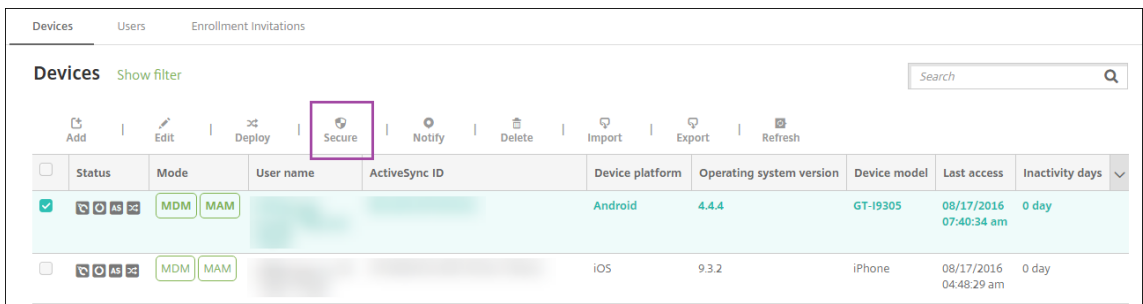 Devices Users Enrollment Invitations
Devices Show filter Search
Add | Edit | Deploy | Secure | Notify | Delete | Import | Export | Refresh
Status Mode User name ActiveSync ID Device platform Operating system version Device model Last access Inactivity days
AS MDM MAM Android 4.4.4 GT-I9305 08/17/2016 0 day
07:40:34 am
AS MDM MAM iOS 9.3.2 iPhone 08/17/2016 0 day
04:48:29 am